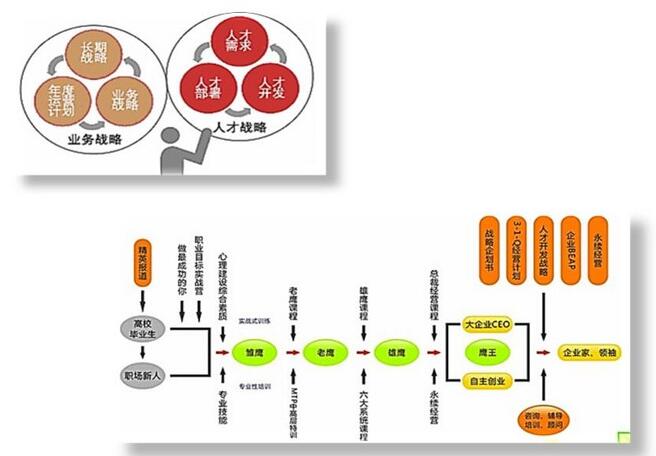 长期
战略
年度
运营
计划
业务
战略
业务战略
人才
需求
人才
部署
人才
开发
人才战略
精英报道
做最成功的你
职业目标实战营
心理建设综合素质
老鹰课程
雄鹰课程
总裁经营课程
战略企划书
3-1-Q经营计划
人才开发战略
企业BEAP
永续经营
实战式训练
高校
毕业生
职场新人
雏鹰
老鹰
雄鹰
大企业CEO
鹰王
自主创业
企业家、领袖
专业性培训
专业技能
MTP中高层特训
六大系统课程
永续经营
咨询、辅导
培训、顾问